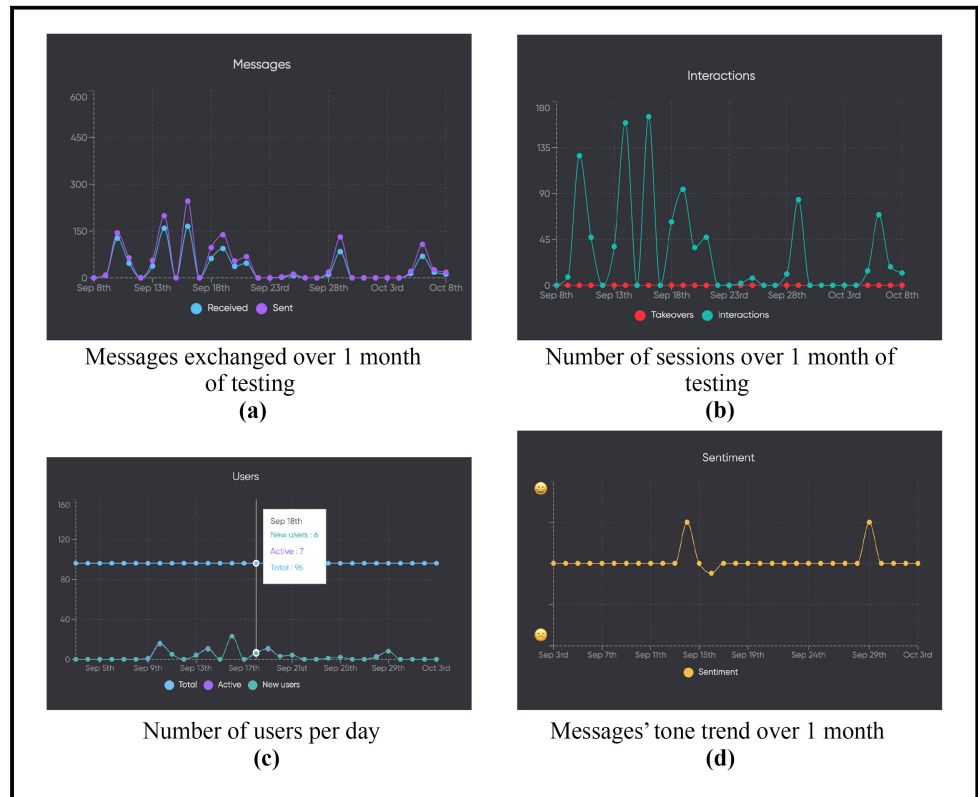 Messages
600
450
300
150
0
Sep 8th Sep 13th Sep 18th Sep 23rd Sep 28th Oct 3rd Oct 8th
Received Sent
Messages exchanged over 1 month
of testing
(a)
Interactions
180
135
90
45
0
Sep 8th Sep 13th Sep 18th Sep 23rd Sep 28th Oct 3rd Oct 8th
Takeovers Interactions
Number of sessions over 1 month of
testing
(b)
Users
160
120
80
40
0
Sep 18th
New users : 6
Active : 7
Total : 96
Sep 5th Sep 9th Sep 13th Sep 17th Sep 21st Sep 25th Sep 29th Oct 3rd
Total Active New users
Number of users per day
(c)
Sentiment
Sep 3rd Sep 7th Sep 11th Sep 15th Sep 19th Sep 24th Sep 29th Oct 3rd
Sentiment
Messages' tone trend over 1 month
(d)